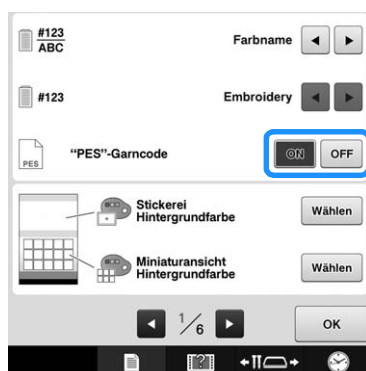 #123
ABC
Farbname
#123
Embroidery
PES
"PES"-Garncode
ON
OFF
Stickerei
Hintergrundfarbe
Wählen
Miniaturansicht
Hintergrundfarbe
Wählen
1/6
OK
?